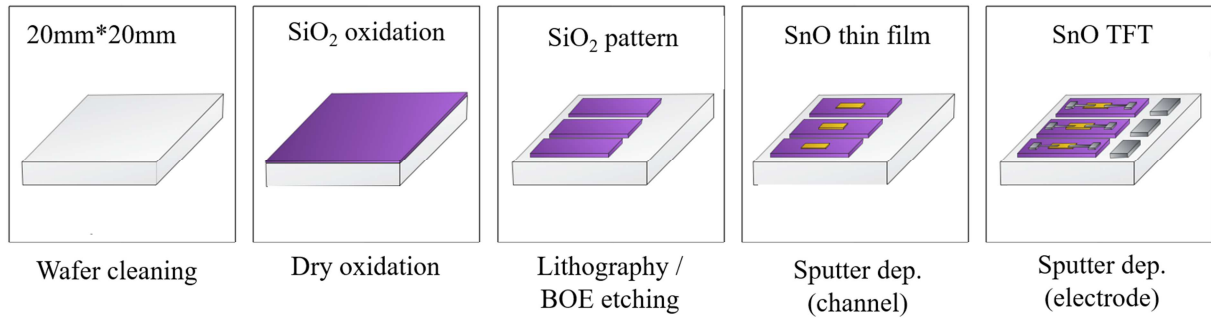 20mm*20mm
SiO₂ oxidation
SiO₂ pattern
SnO thin film
SnO TFT
Wafer cleaning
Dry oxidation
Lithography /
BOE etching
Sputter dep.
(channel)
Sputter dep.
(electrode)